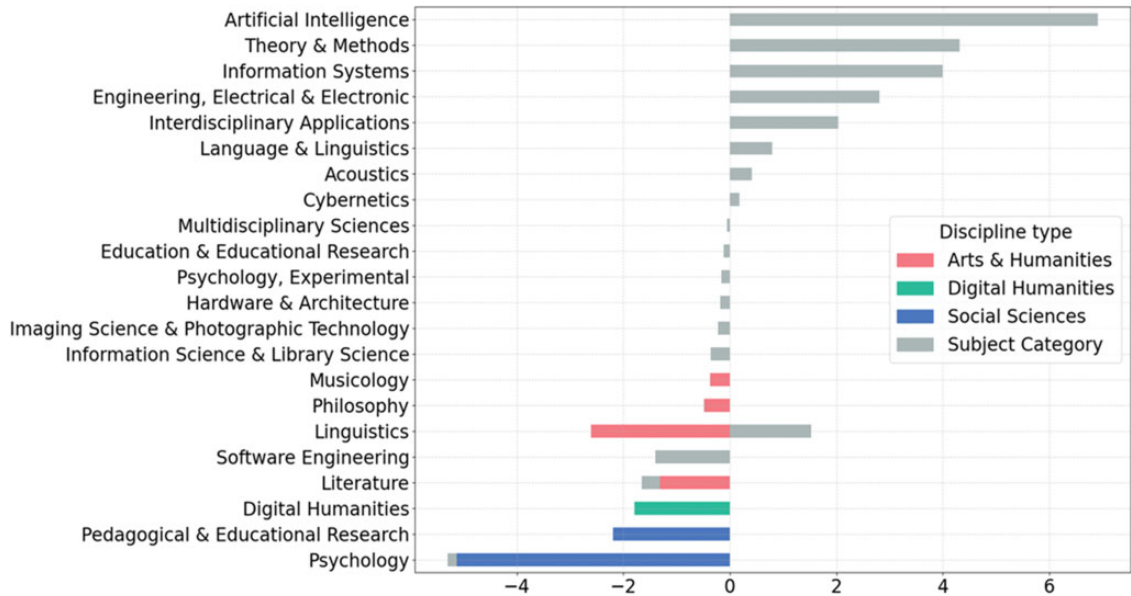 Artificial Intelligence
Theory & Methods
Information Systems
Engineering, Electrical & Electronic
Interdisciplinary Applications
Language & Linguistics
Acoustics
Cybernetics
Multidisciplinary Sciences
Education & Educational Research
Psychology, Experimental
Hardware & Architecture
Imaging Science & Photographic Technology
Information Science & Library Science
Musicology
Philosophy
Linguistics
Software Engineering
Literature
Digital Humanities
Pedagogical & Educational Research
Psychology
Discipline type
Arts & Humanities
Digital Humanities
Social Sciences
Subject Category
−4 −2 0 2 4 6